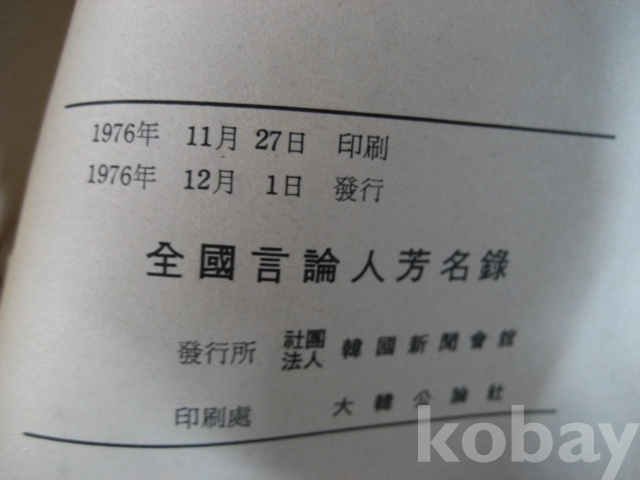 1976年 11月 27日 印刷
1976年 12月 1日 發行
全國言論人芳名錄
發行所 社團法人 韓國新聞會館
印刷處 大韓公論社
kobay